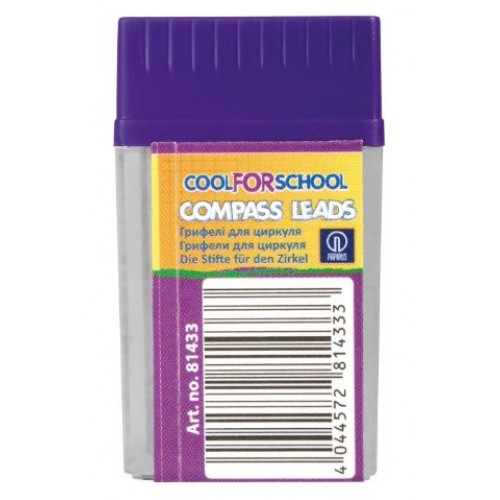 COOLFORSCHOOL
COMPASS LEADS
Грифелі для циркуля
Грифели для циркуля
Die Stifte für den Zirkel
PAPIRUS
Art. no. 81433
4 044572 814333